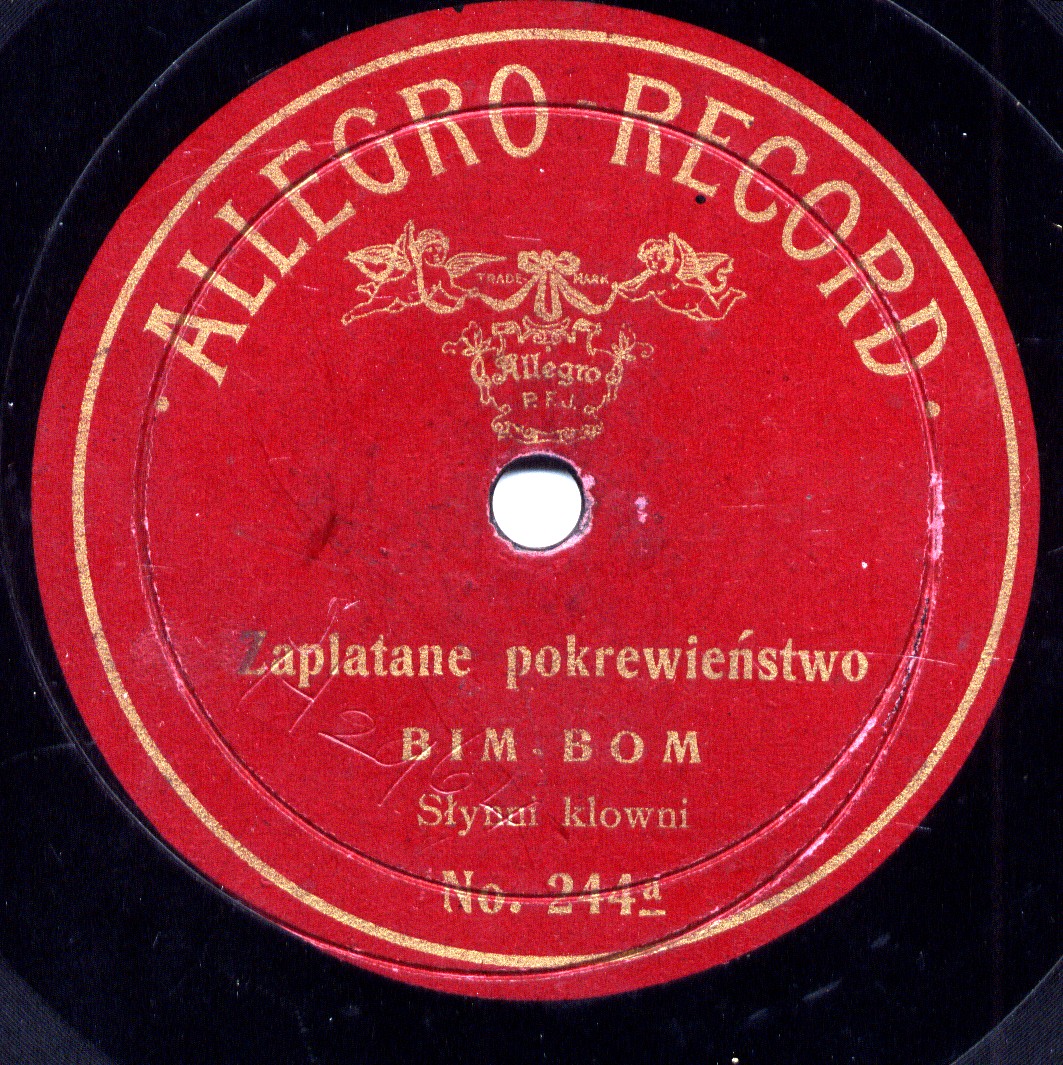 · ALLEGRO - RECORD ·
TRADE MARK
Allegro
P. F. J.
Zaplatane pokrewieństwo
BIM - BOM
Słynni klowni
No. 244a